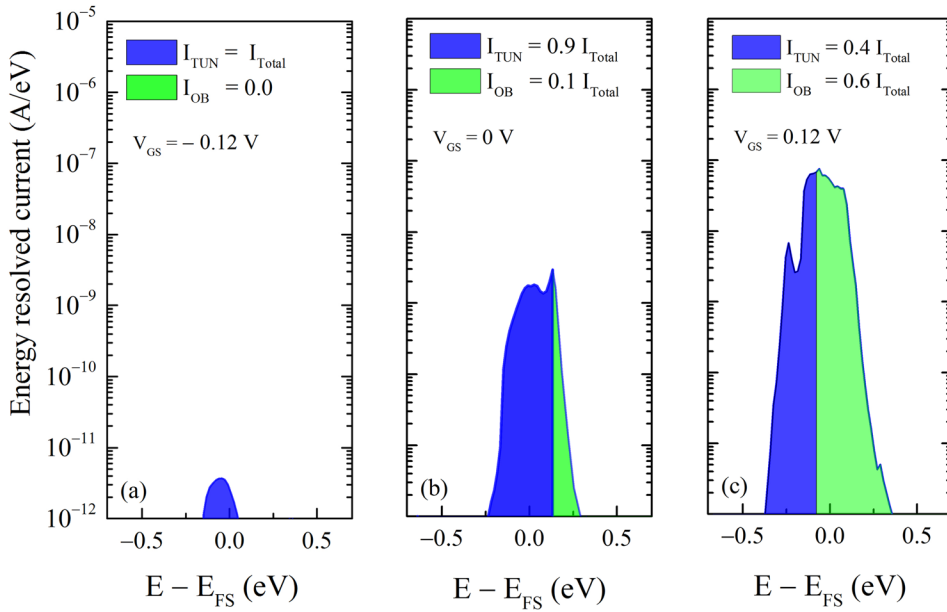 Energy resolved current (A/eV)
10⁻⁵
10⁻⁶
10⁻⁷
10⁻⁸
10⁻⁹
10⁻¹⁰
10⁻¹¹
10⁻¹²
I_TUN = I_Total
I_OB = 0.0
V_GS = − 0.12 V
(a)
−0.5 0.0 0.5
E − E_FS (eV)
I_TUN = 0.9 I_Total
I_OB = 0.1 I_Total
V_GS = 0 V
(b)
−0.5 0.0 0.5
E − E_FS (eV)
I_TUN = 0.4 I_Total
I_OB = 0.6 I_Total
V_GS = 0.12 V
(c)
−0.5 0.0 0.5
E − E_FS (eV)